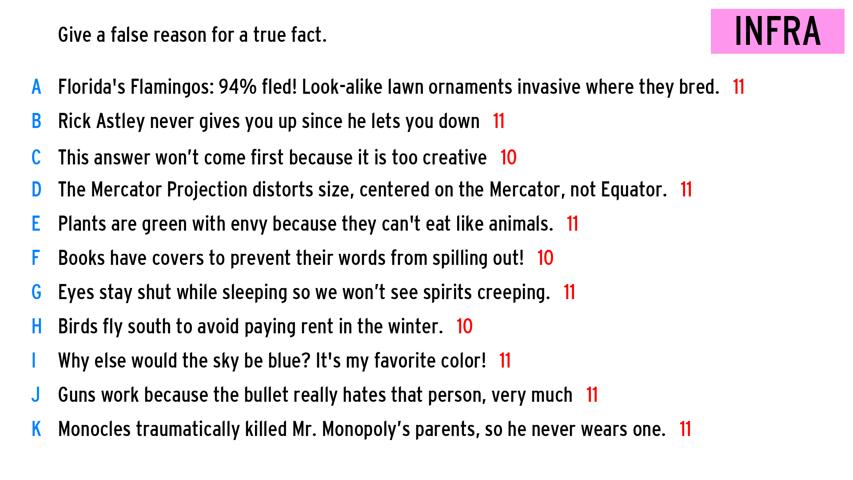 Give a false reason for a true fact.
INFRA
A Florida's Flamingos: 94% fled! Look-alike lawn ornaments invasive where they bred. 11
B Rick Astley never gives you up since he lets you down 11
C This answer won’t come first because it is too creative 10
D The Mercator Projection distorts size, centered on the Mercator, not Equator. 11
E Plants are green with envy because they can't eat like animals. 11
F Books have covers to prevent their words from spilling out! 10
G Eyes stay shut while sleeping so we won’t see spirits creeping. 11
H Birds fly south to avoid paying rent in the winter. 10
I Why else would the sky be blue? It's my favorite color! 11
J Guns work because the bullet really hates that person, very much 11
K Monocles traumatically killed Mr. Monopoly’s parents, so he never wears one. 11